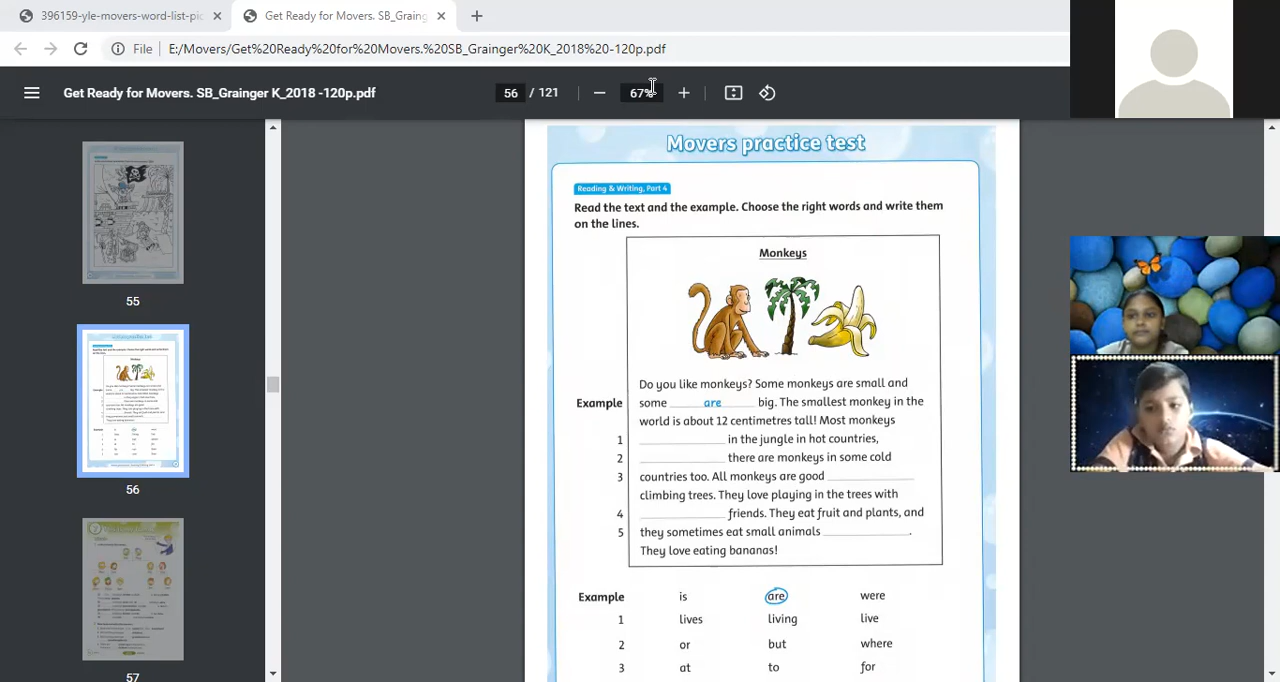 396159-yle-movers-word-list-pic
Get Ready for Movers. SB_Grainge
File E:/Movers/Get%20Ready%20for%20Movers.%20SB_Grainger%20K_2018%20-120p.pdf
Get Ready for Movers. SB_Grainger K_2018 -120p.pdf
56 / 121
67%
55
56
57
Movers practice test
Reading & Writing, Part 4
Read the text and the example. Choose the right words and write them
on the lines.
Monkeys
Do you like monkeys? Some monkeys are small and
Example some are big. The smallest monkey in the
world is about 12 centimetres tall! Most monkeys
1 ____________ in the jungle in hot countries,
2 ____________ there are monkeys in some cold
3 countries too. All monkeys are good ____________
climbing trees. They love playing in the trees with
4 ____________ friends. They eat fruit and plants, and
5 they sometimes eat small animals ____________.
They love eating bananas!
Example is are were
1 lives living live
2 or but where
3 at to for